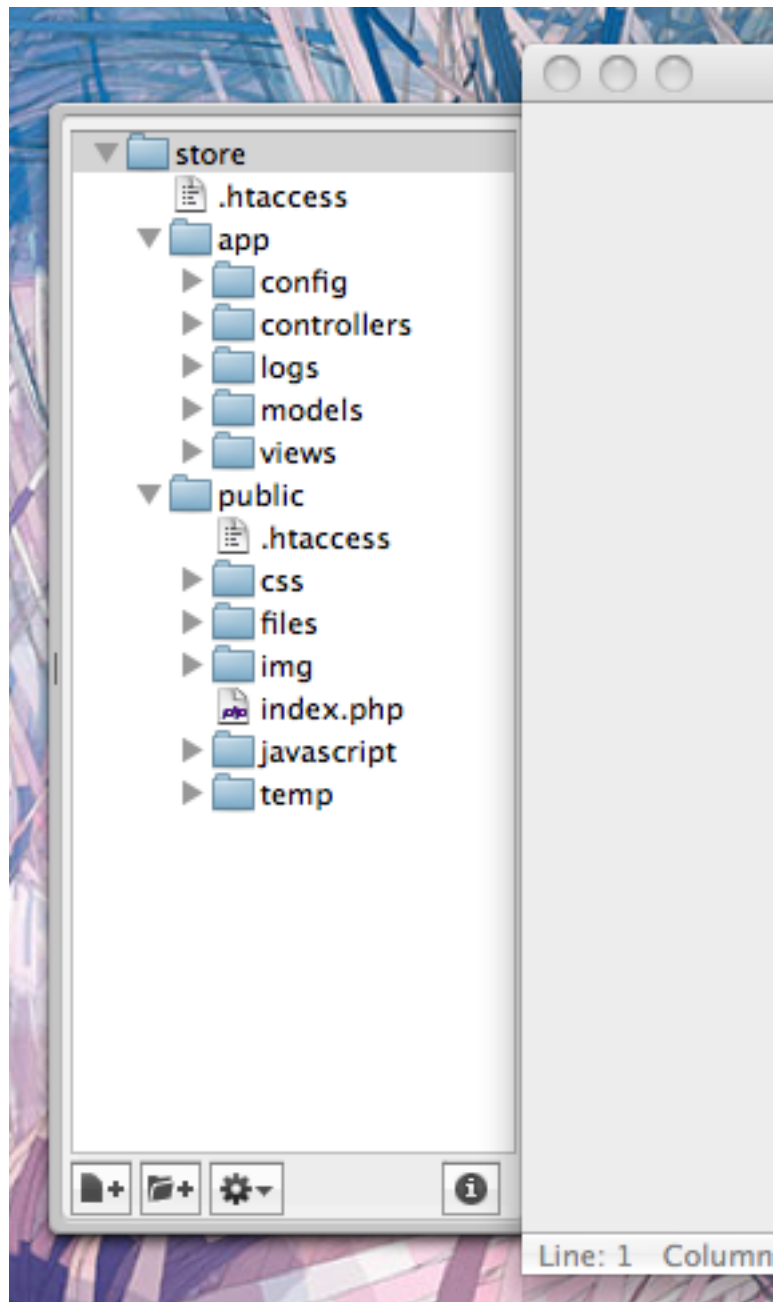 store
.htaccess
app
config
controllers
logs
models
views
public
.htaccess
css
files
img
index.php
javascript
temp
Line: 1 Column